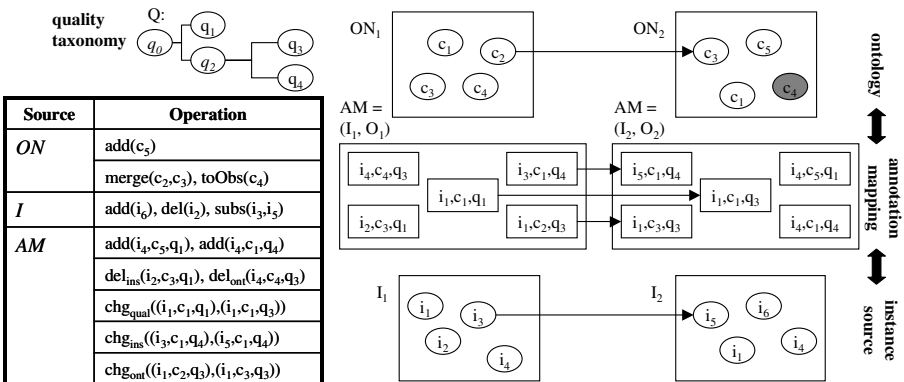 quality taxonomy
Q:
q0
q1
q2
q3
q4
Source Operation
ON add(c5)
merge(c2,c3), toObs(c4)
I add(i6), del(i2), subs(i3,i5)
AM add(i4,c5,q1), add(i4,c1,q4)
delins(i2,c3,q1), delont(i4,c4,q3)
chgqual((i1,c1,q1),(i1,c1,q3))
chgins((i3,c1,q4),(i5,c1,q4))
chgont((i1,c2,q3),(i1,c3,q3))
ON1
c1
c2
c3
c4
ON2
c3
c5
c1
c4
AM =
(I1, O1)
i4,c4,q3
i3,c1,q4
i1,c1,q1
i2,c3,q1
i1,c2,q3
AM =
(I2, O2)
i5,c1,q4
i4,c5,q1
i1,c1,q3
i1,c3,q3
i4,c1,q4
I1
i1
i3
i2
i4
I2
i5
i6
i1
i4
ontology
annotation
mapping
instance
source